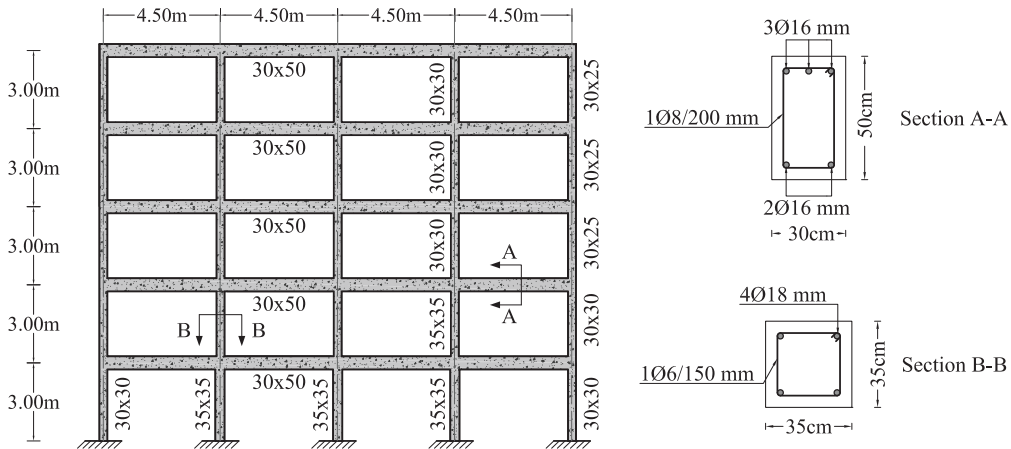 4.50m 4.50m 4.50m 4.50m
3.00m
30x50
30x30
30x25
3.00m
30x50
30x30
30x25
3.00m
30x50
30x30
30x25
A
A
3.00m
B B
30x50
35x35
30x30
3.00m
30x30
35x35
30x50
35x35
35x35
30x30
3Ø16 mm
1Ø8/200 mm
50cm
Section A-A
2Ø16 mm
30cm
4Ø18 mm
1Ø6/150 mm
35cm
Section B-B
35cm